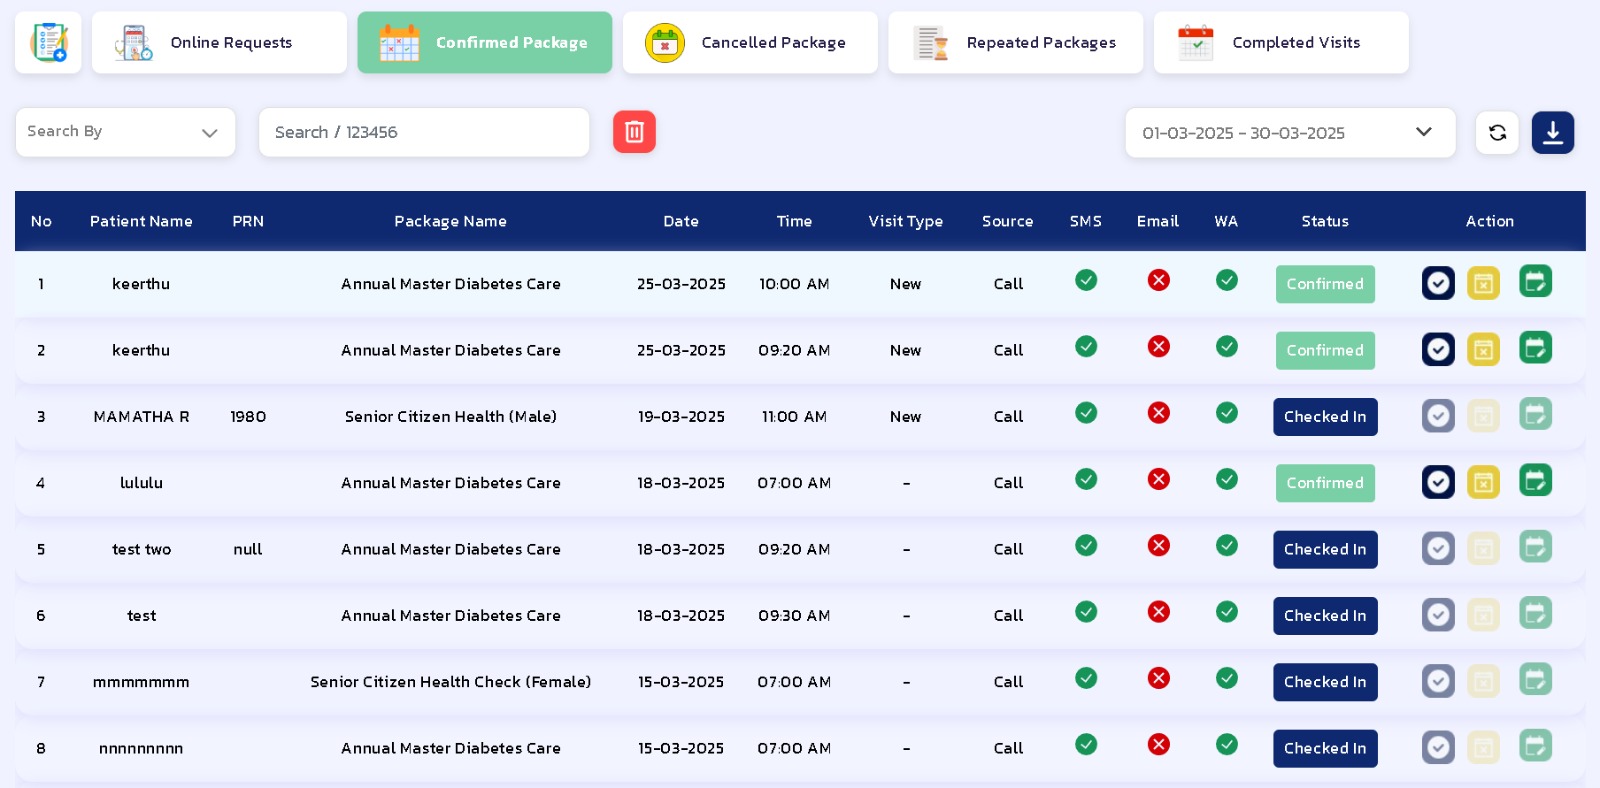 Online Requests Confirmed Package Cancelled Package Repeated Packages Completed Visits
Search By Search / 123456 01-03-2025 - 30-03-2025
No Patient Name PRN Package Name Date Time Visit Type Source SMS Email WA Status Action
1 keerthu Annual Master Diabetes Care 25-03-2025 10:00 AM New Call Confirmed
2 keerthu Annual Master Diabetes Care 25-03-2025 09:20 AM New Call Confirmed
3 MAMATHA R 1980 Senior Citizen Health (Male) 19-03-2025 11:00 AM New Call Checked In
4 lululu Annual Master Diabetes Care 18-03-2025 07:00 AM - Call Confirmed
5 test two null Annual Master Diabetes Care 18-03-2025 09:20 AM - Call Checked In
6 test Annual Master Diabetes Care 18-03-2025 09:30 AM - Call Checked In
7 mmmmmmm Senior Citizen Health Check (Female) 15-03-2025 07:00 AM - Call Checked In
8 nnnnnnnnn Annual Master Diabetes Care 15-03-2025 07:00 AM - Call Checked In